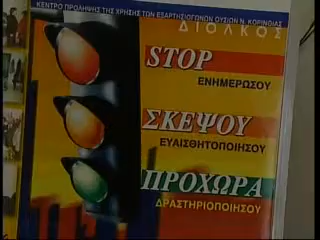 ΚΕΝΤΡΟ ΠΡΟΛΗΨΗΣ ΤΗΣ ΧΡΗΣΗΣ ΤΩΝ ΕΞΑΡΤΗΣΙΟΓΟΝΩΝ ΟΥΣΙΩΝ Ν. ΚΟΡΙΝΘΙΑΣ
ΔΙΟΛΚΟΣ
STOP
ΕΝΗΜΕΡΩΣΟΥ
ΣΚΕΨΟΥ
ΕΥΑΙΣΘΗΤΟΠΟΙΗΣΟΥ
ΠΡΟΧΩΡΑ
ΔΡΑΣΤΗΡΙΟΠΟΙΗΣΟΥ